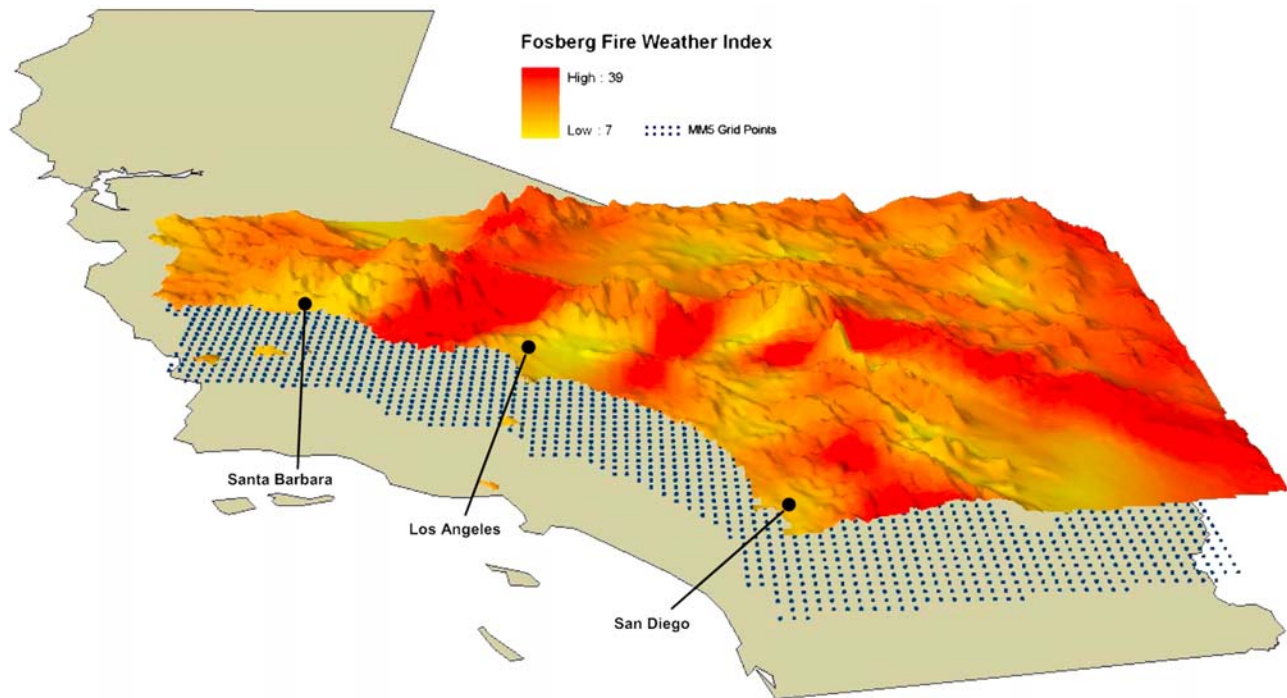 Fosberg Fire Weather Index
High : 39
Low : 7
MM5 Grid Points
Santa Barbara
Los Angeles
San Diego